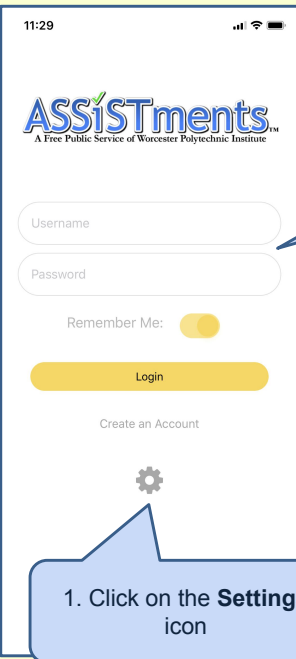 11:29
ASSiSTments TM
A Free Public Service of Worcester Polytechnic Institute
Username
Password
Remember Me:
Login
Create an Account
1. Click on the Setting
icon